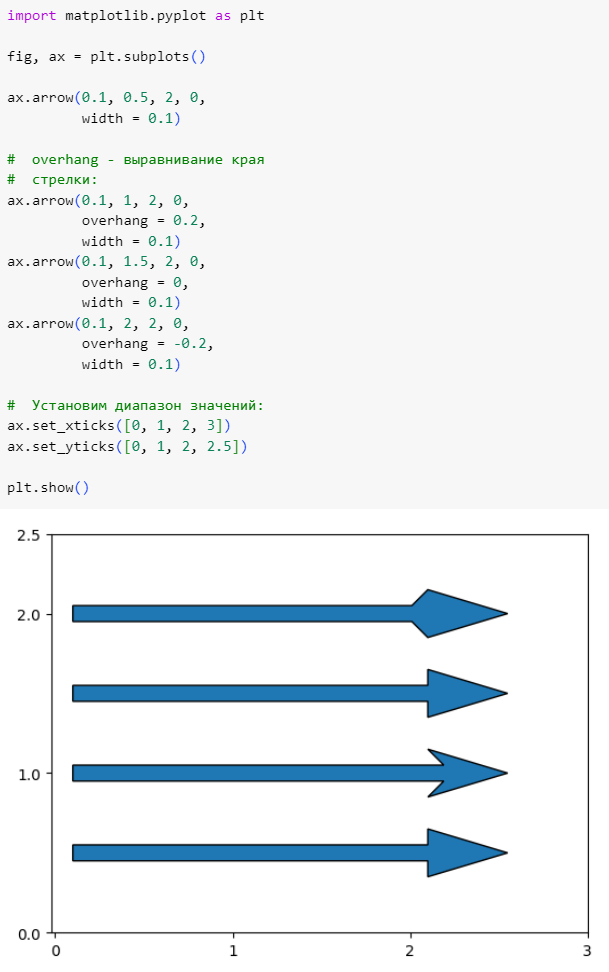 import matplotlib.pyplot as plt
fig, ax = plt.subplots()
ax.arrow(0.1, 0.5, 2, 0,
         width = 0.1)
#  overhang - выравнивание края
#  стрелки:
ax.arrow(0.1, 1, 2, 0,
         overhang = 0.2,
         width = 0.1)
ax.arrow(0.1, 1.5, 2, 0,
         overhang = 0,
         width = 0.1)
ax.arrow(0.1, 2, 2, 0,
         overhang = -0.2,
         width = 0.1)
#  Установим диапазон значений:
ax.set_xticks([0, 1, 2, 3])
ax.set_yticks([0, 1, 2, 2.5])
plt.show()
2.5
2.0
1.0
0.0
0 1 2 3